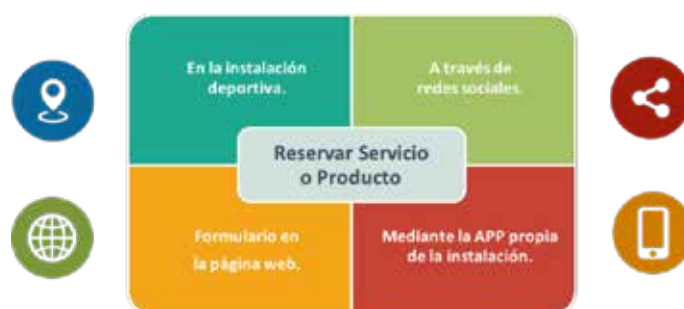 En la instalación
deportiva.
A través de
redes sociales.
Reservar Servicio
o Producto
Formulario en
la página web.
Mediante la APP propia
de la instalación.